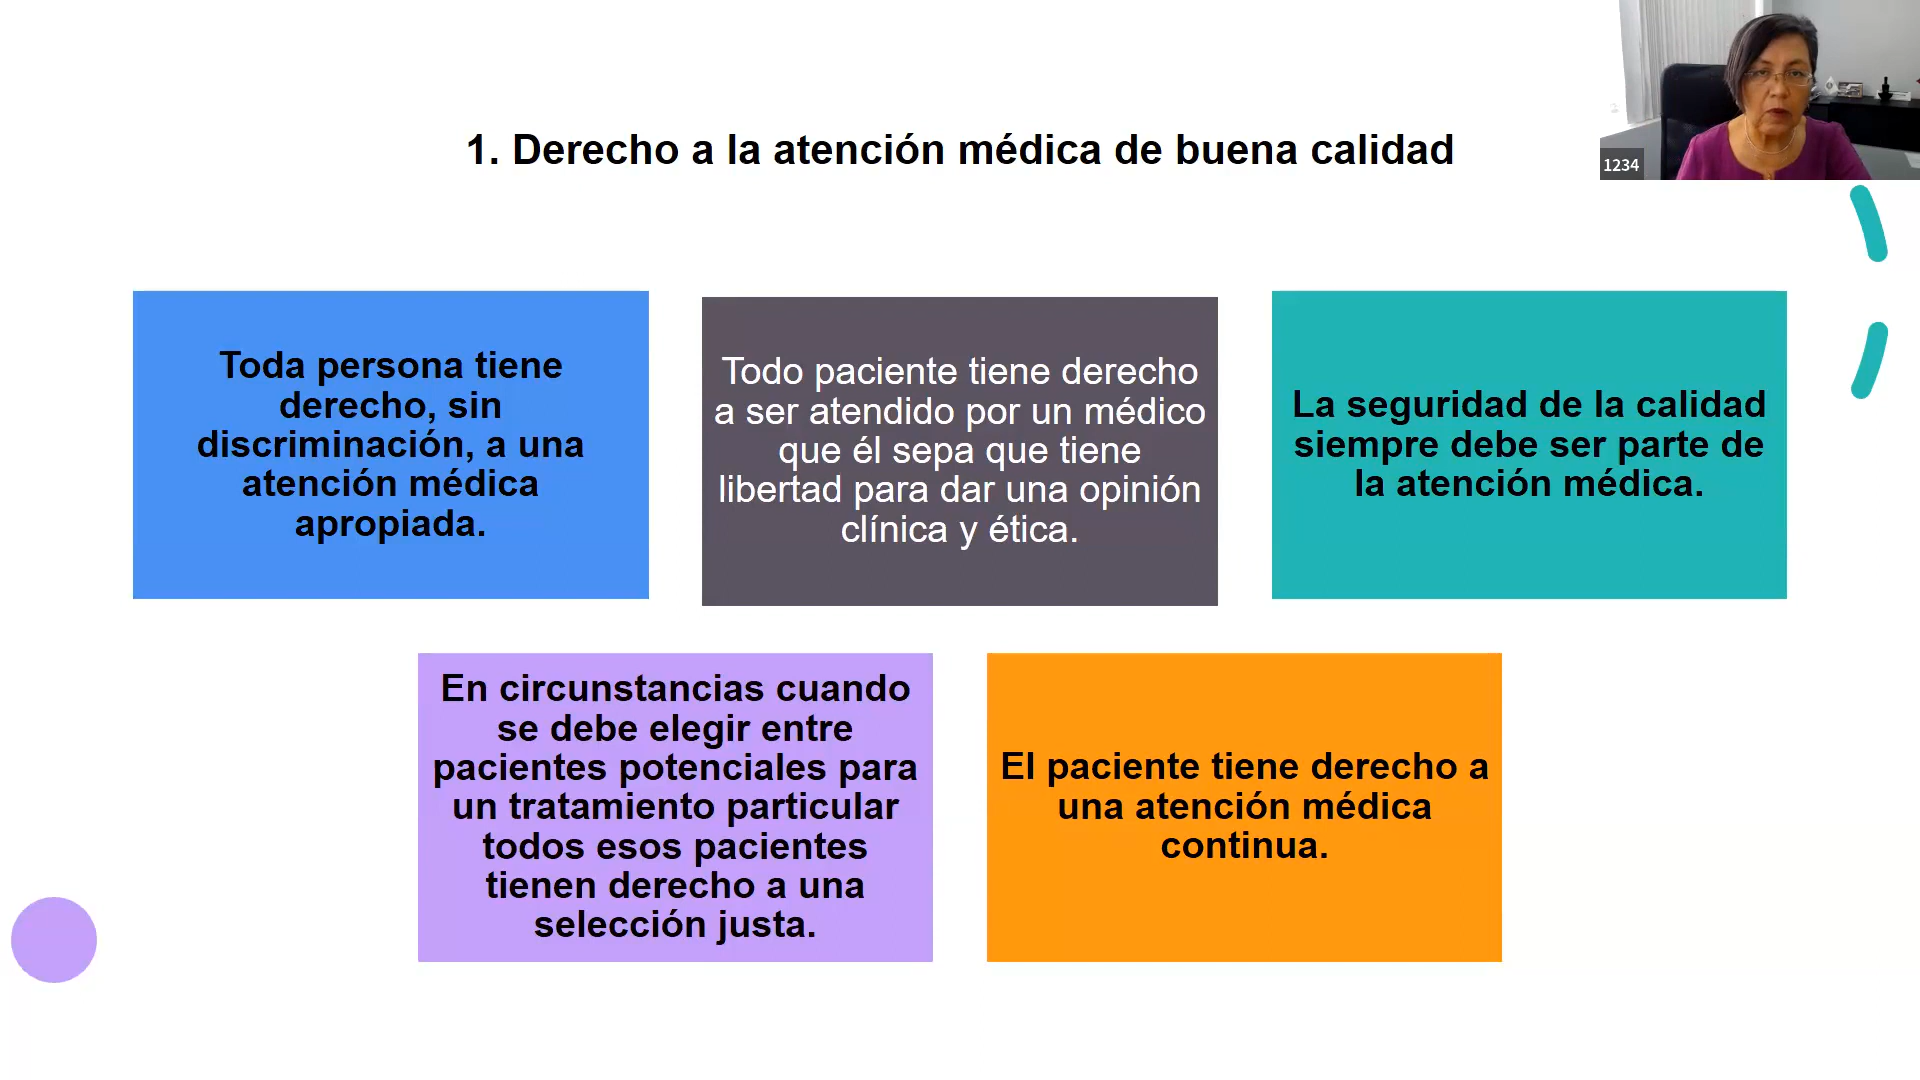 1. Derecho a la atención médica de buena calidad
1234
Toda persona tiene
derecho, sin
discriminación, a una
atención médica
apropiada.
Todo paciente tiene derecho
a ser atendido por un médico
que él sepa que tiene
libertad para dar una opinión
clínica y ética.
La seguridad de la calidad
siempre debe ser parte de
la atención médica.
En circunstancias cuando
se debe elegir entre
pacientes potenciales para
un tratamiento particular
todos esos pacientes
tienen derecho a una
selección justa.
El paciente tiene derecho a
una atención médica
continua.